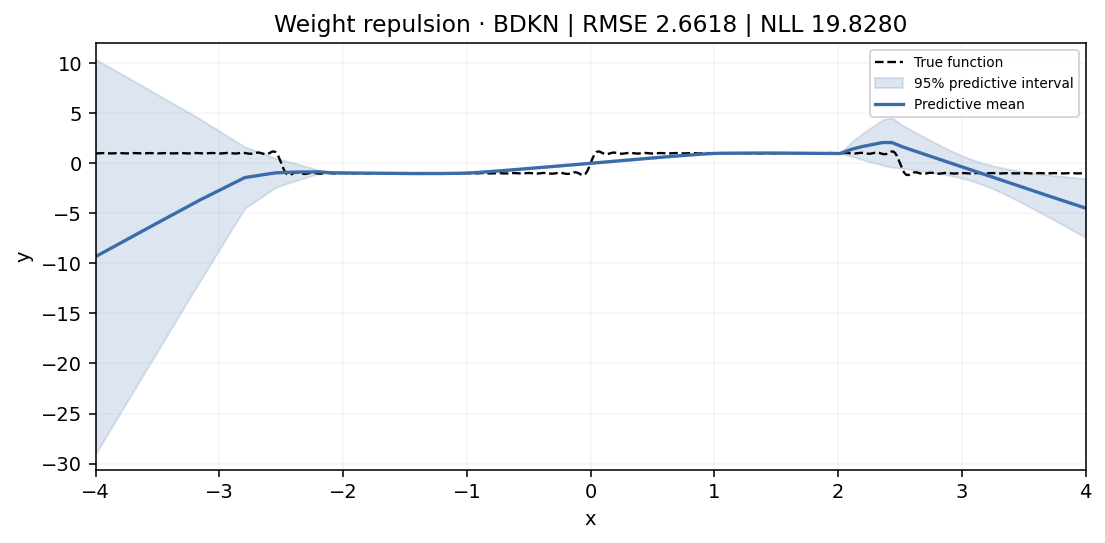 Weight repulsion · BDKN | RMSE 2.6618 | NLL 19.8280
True function
95% predictive interval
Predictive mean
y
10
5
0
−5
−10
−15
−20
−25
−30
−4 −3 −2 −1 0 1 2 3 4
x